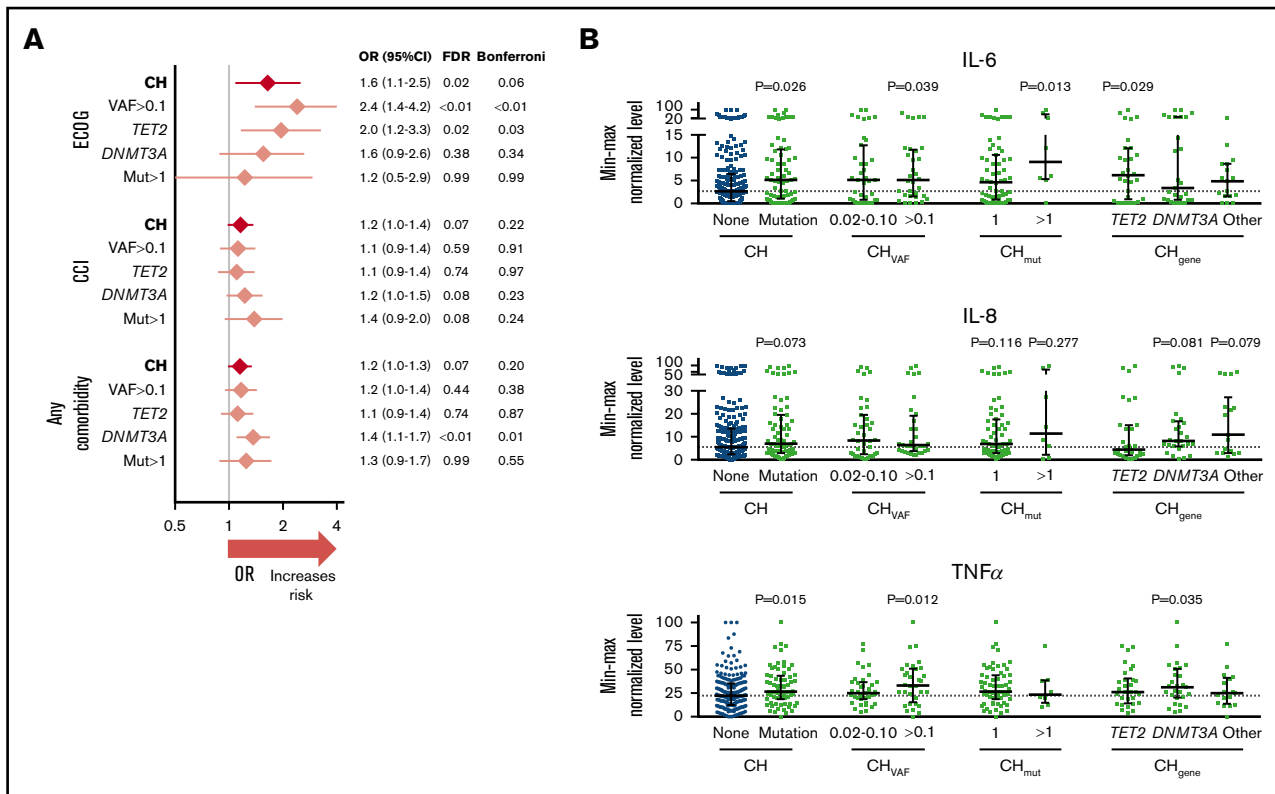 A
OR (95%CI) FDR Bonferroni
ECOG
CH 1.6 (1.1-2.5) 0.02 0.06
VAF>0.1 2.4 (1.4-4.2) <0.01 <0.01
TET2 2.0 (1.2-3.3) 0.02 0.03
DNMT3A 1.6 (0.9-2.6) 0.38 0.34
Mut>1 1.2 (0.5-2.9) 0.99 0.99
CCI
CH 1.2 (1.0-1.4) 0.07 0.22
VAF>0.1 1.1 (0.9-1.4) 0.59 0.91
TET2 1.1 (0.9-1.4) 0.74 0.97
DNMT3A 1.2 (1.0-1.5) 0.08 0.23
Mut>1 1.4 (0.9-2.0) 0.08 0.24
Any
comorbidity
CH 1.2 (1.0-1.3) 0.07 0.20
VAF>0.1 1.2 (1.0-1.4) 0.44 0.38
TET2 1.1 (0.9-1.4) 0.74 0.87
DNMT3A 1.4 (1.1-1.7) <0.01 0.01
Mut>1 1.3 (0.9-1.7) 0.99 0.55
0.5 1 2 4
OR Increases
risk
B
IL-6
P=0.026 P=0.039 P=0.013 P=0.029
Min-max
normalized level
100
20
15
10
5
0
None Mutation 0.02-0.10 >0.1 1 >1 TET2 DNMT3A Other
CH CHVAF CHmut CHgene
IL-8
P=0.073 P=0.116 P=0.277 P=0.081 P=0.079
Min-max
normalized level
100
50
30
20
10
0
None Mutation 0.02-0.10 >0.1 1 >1 TET2 DNMT3A Other
CH CHVAF CHmut CHgene
TNFα
P=0.015 P=0.012 P=0.035
Min-max
normalized level
100
75
50
25
0
None Mutation 0.02-0.10 >0.1 1 >1 TET2 DNMT3A Other
CH CHVAF CHmut CHgene